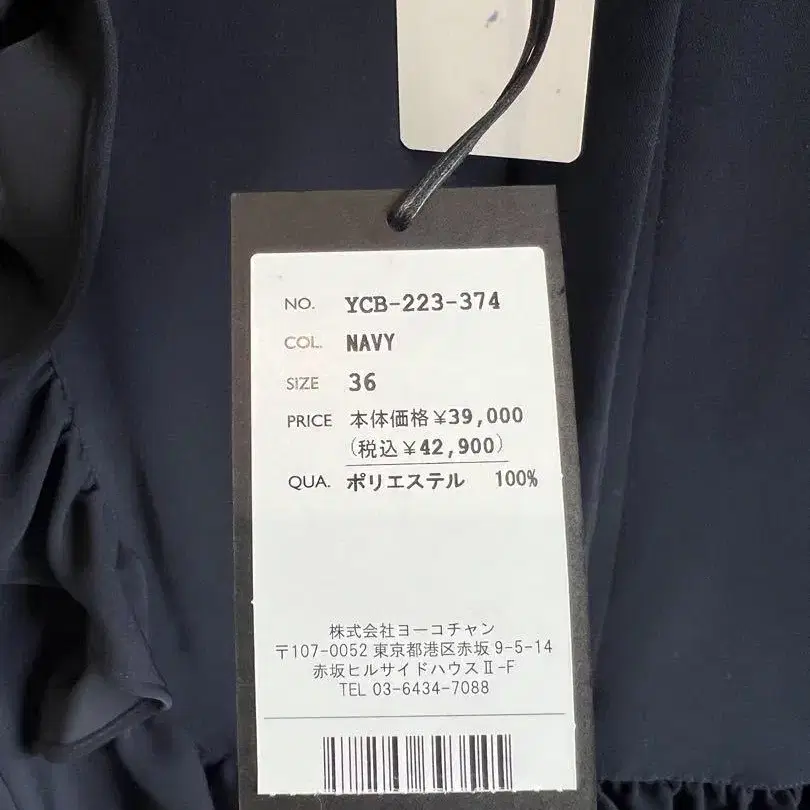 NO. YCB-223-374
COL. NAVY
SIZE 36
PRICE 本体価格¥39,000
(税込¥42,900)
QUA. ポリエステル 100%
株式会社ヨーコチャン
〒107-0052 東京都港区赤坂 9-5-14
赤坂ヒルサイドハウスⅡ-F
TEL 03-6434-7088